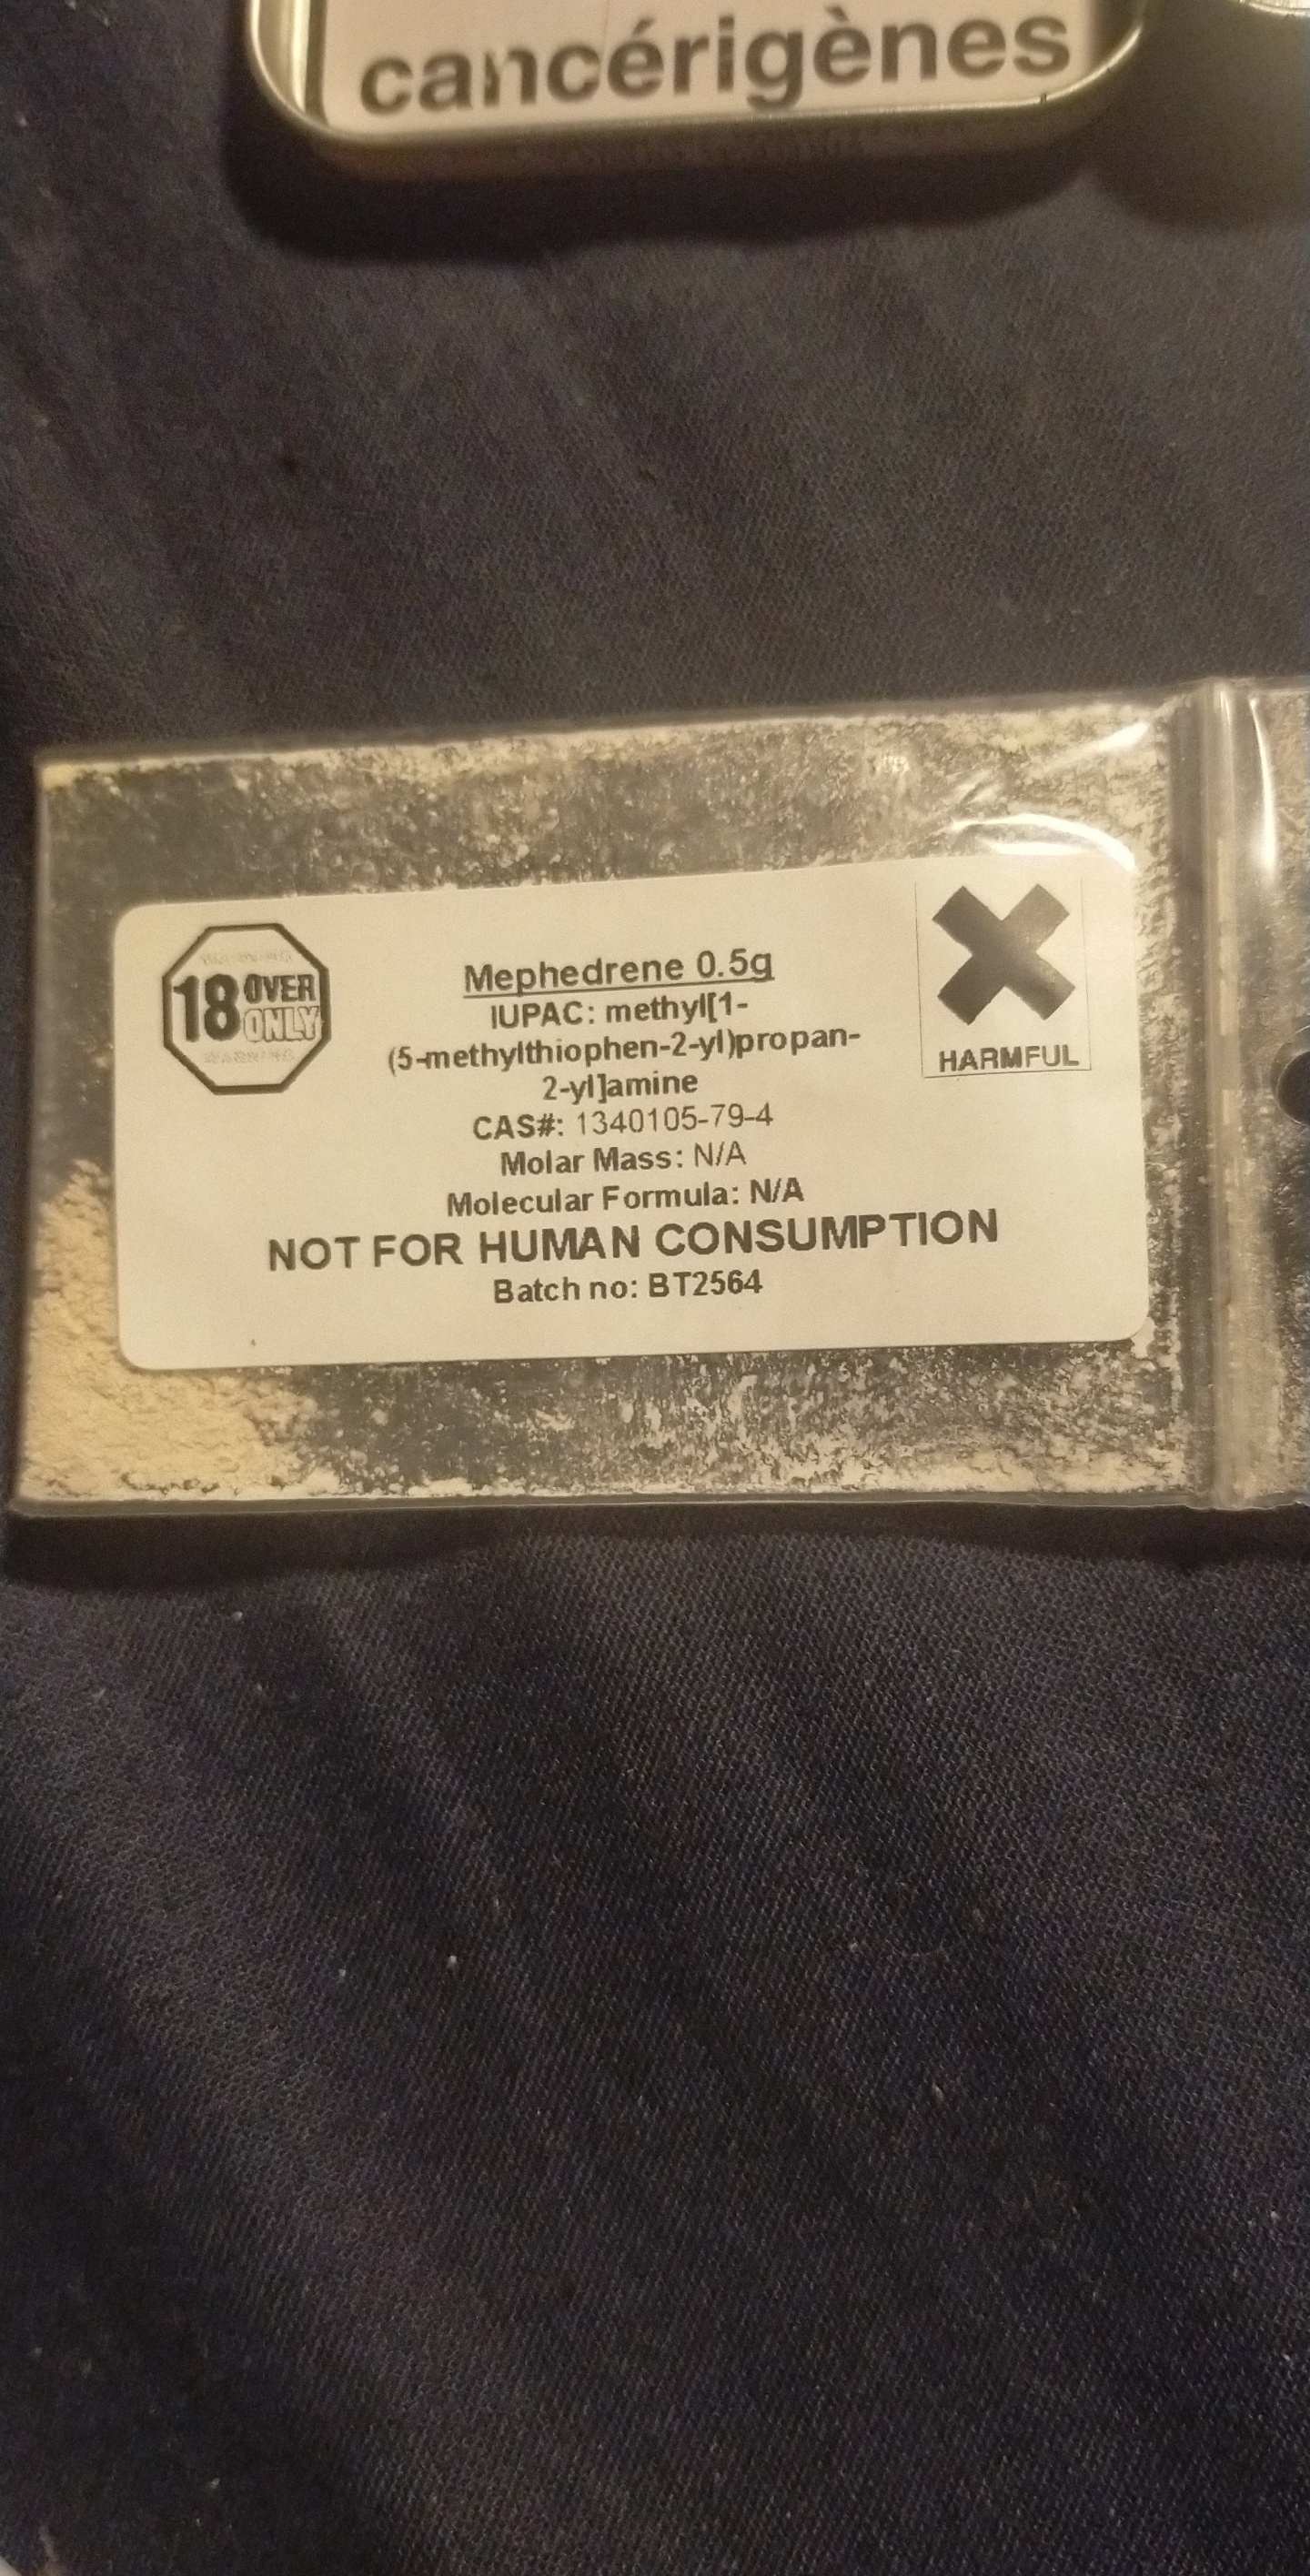 cancérigènes
18 OVER
ONLY
Mephedrene 0.5g
IUPAC: methyl[1-
(5-methylthiophen-2-yl)propan-
2-yl]amine
CAS#: 1340105-79-4
Molar Mass: N/A
Molecular Formula: N/A
NOT FOR HUMAN CONSUMPTION
Batch no: BT2564
HARMFUL